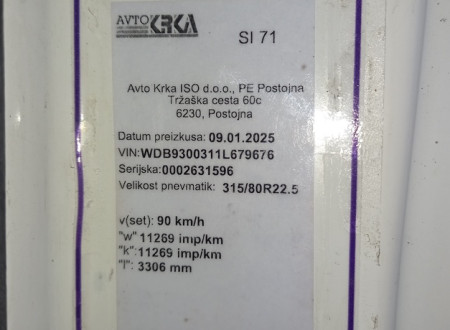 AVTO KRKA
SI 71
Avto Krka ISO d.o.o., PE Postojna
Tržaška cesta 60c
6230, Postojna
Datum preizkusa: 09.01.2025
VIN:WDB9300311L679676
Serijska:0002631596
Velikost pnevmatik: 315/80R22.5
v(set): 90 km/h
"w" 11269 imp/km
"k":11269 imp/km
"l": 3306 mm